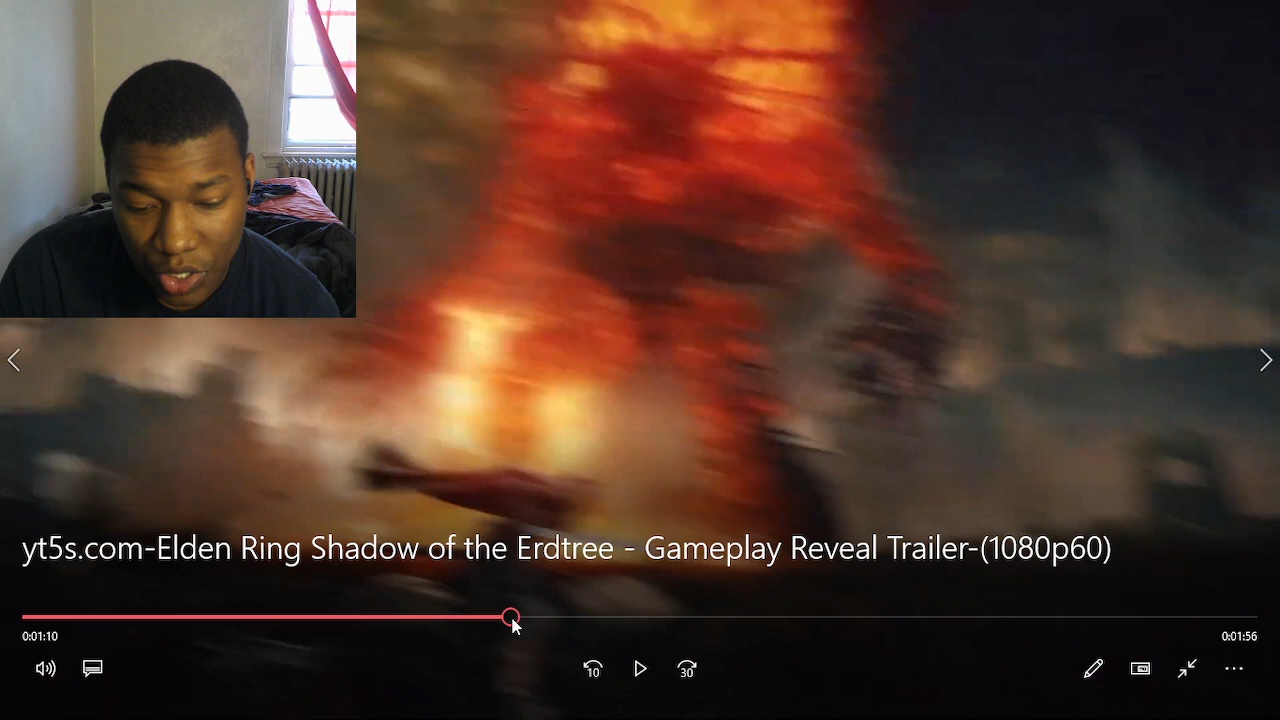 yt5s.com-Elden Ring Shadow of the Erdtree - Gameplay Reveal Trailer-(1080p60)
0:01:10
0:01:56
10
30